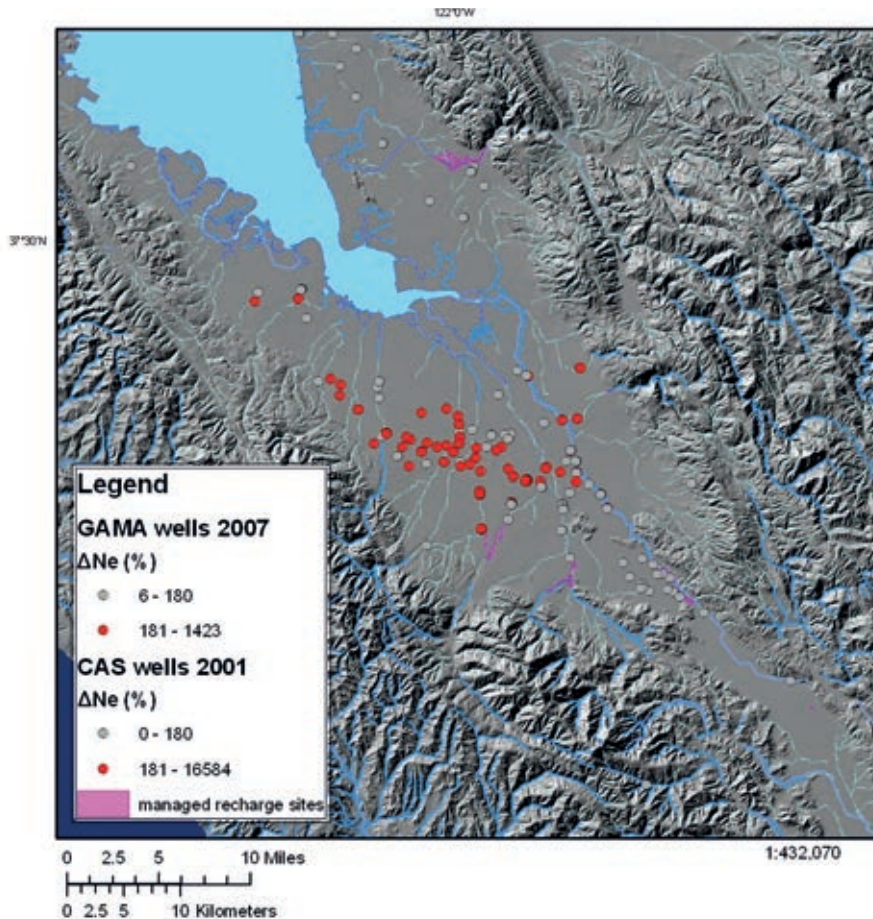 122°0'W
37°30'N
Legend
GAMA wells 2007
ΔNe (%)
6 - 180
181 - 1423
CAS wells 2001
ΔNe (%)
0 - 180
181 - 16584
managed recharge sites
0 2.5 5 10 Miles
1:432,070
0 2.5 5 10 Kilometers